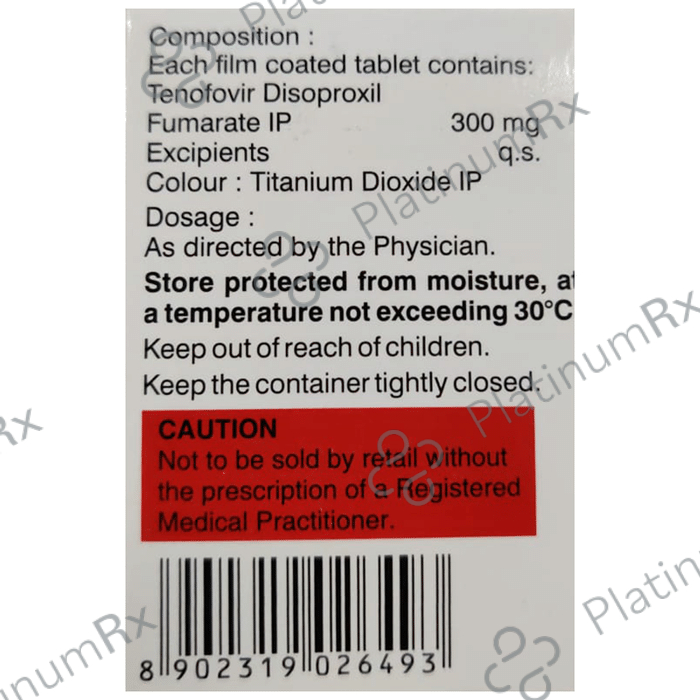 Composition :
Each film coated tablet contains:
Tenofovir Disoproxil
Fumarate IP 300 mg
Excipients q.s.
Colour : Titanium Dioxide IP
Dosage :
As directed by the Physician.
Store protected from moisture, at
a temperature not exceeding 30°C
Keep out of reach of children.
Keep the container tightly closed.
CAUTION
Not to be sold by retail without
the prescription of a Registered
Medical Practitioner.
8 902319 026493
PlatinumRx
PlatinumRx
Rx
PlatinumRx
Platin
inumRx